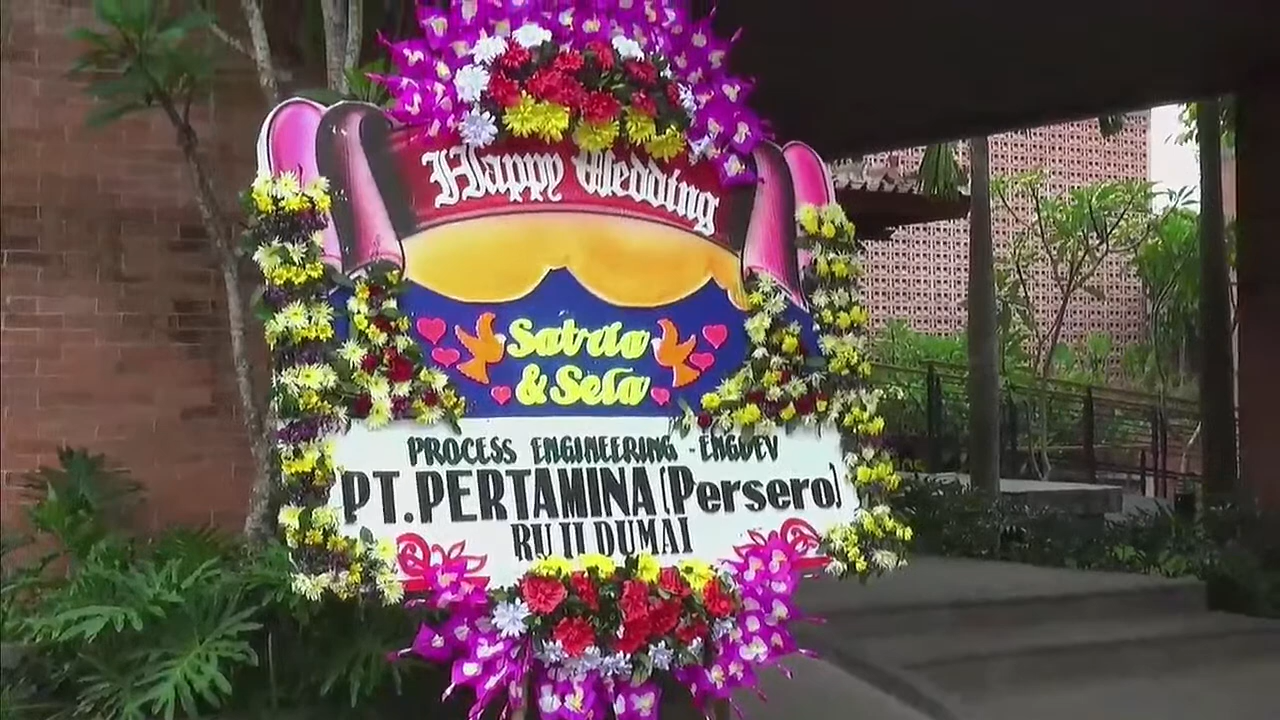 Happy Wedding
Satria
& Sela
PROCESS ENGINEERING - ENGDEV
PT. PERTAMINA (Persero)
RU II DUMAI